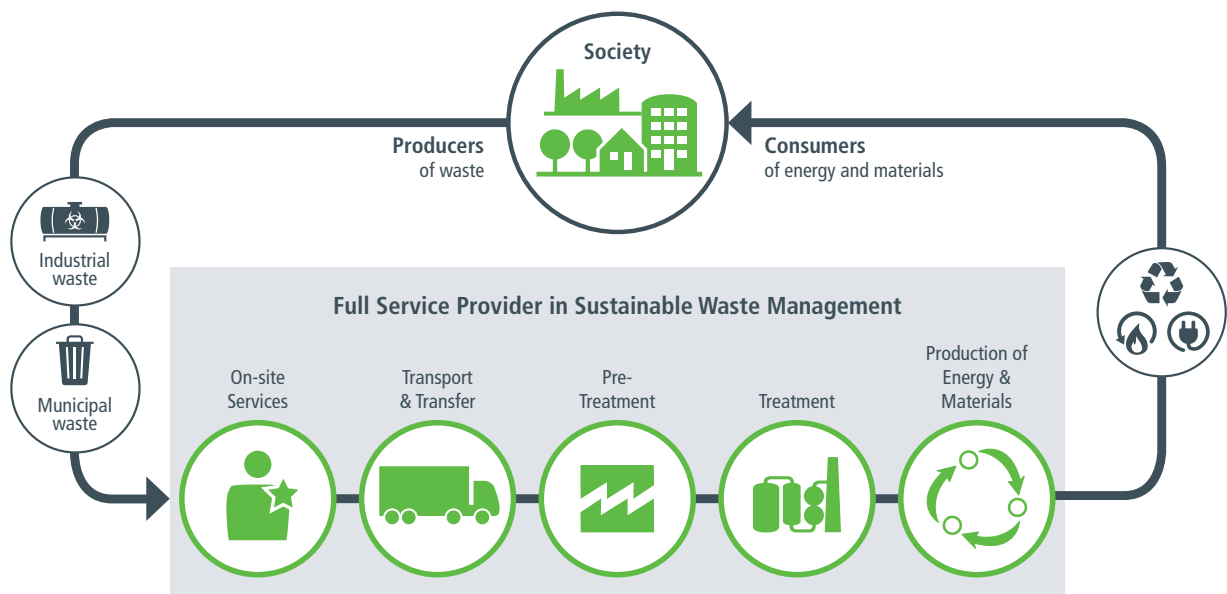 Society
Producers
of waste
Consumers
of energy and materials
Industrial
waste
Municipal
waste
Full Service Provider in Sustainable Waste Management
On-site
Services
Transport
& Transfer
Pre-
Treatment
Treatment
Production of
Energy &
Materials